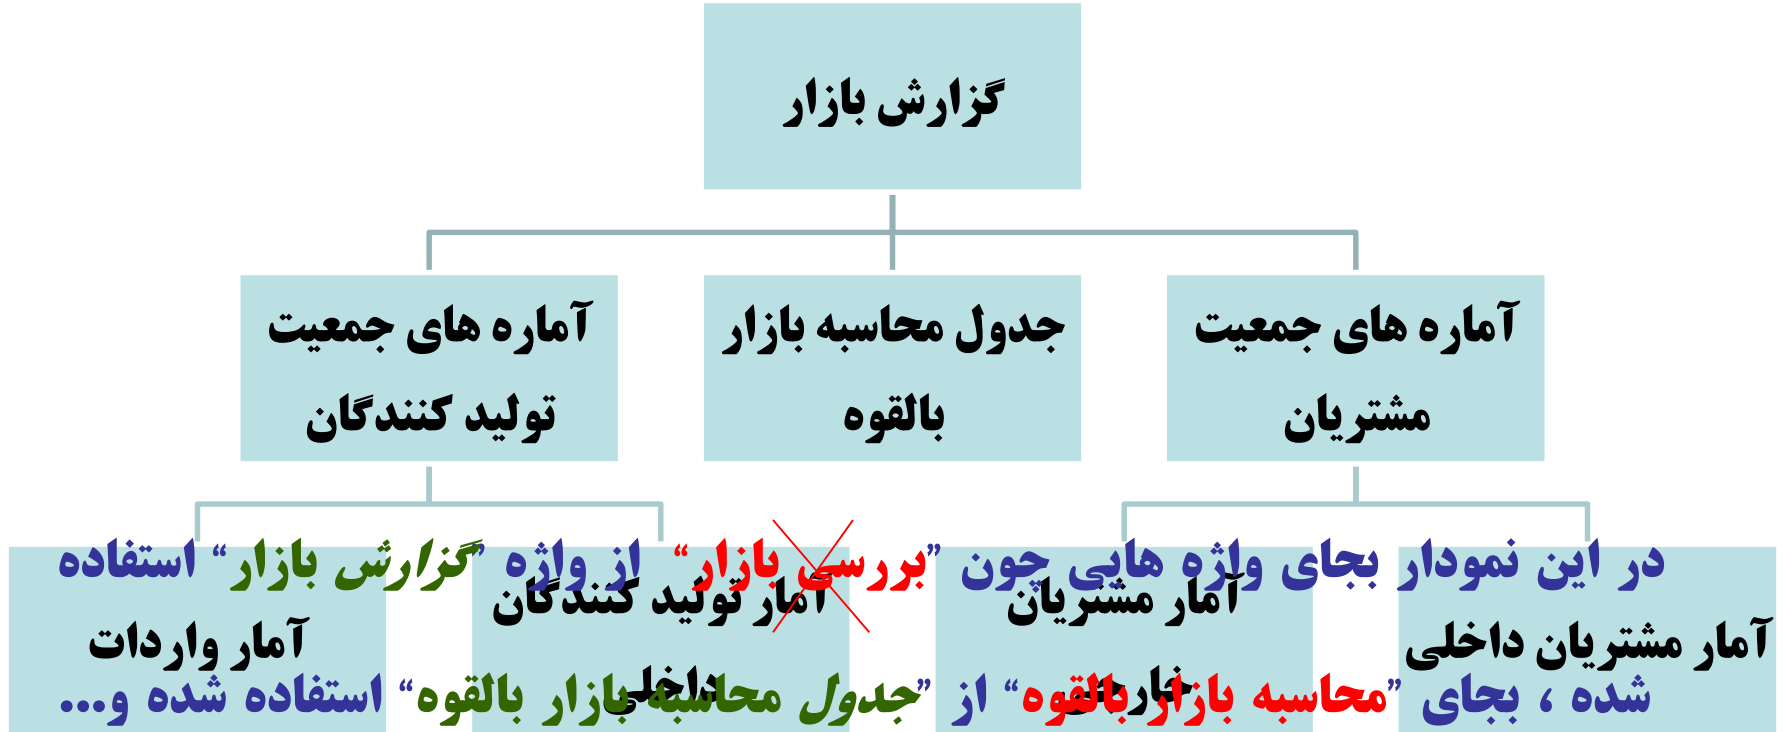 گزارش بازار
آماره های جمعیت
مشتریان
جدول محاسبه بازار
بالقوه
آماره های جمعیت
تولید کنندگان
آمار مشتریان داخلی
آمار مشتریان
خارجی
آمار تولید کنندگان
داخلی
آمار واردات
در این نمودار بجای واژه هایی چون ”بررسی بازار“ از واژه ”گزارش بازار“ استفاده
شده ، بجای ”محاسبه بازار بالقوه“ از ”جدول محاسبه بازار بالقوه“ استفاده شده و...